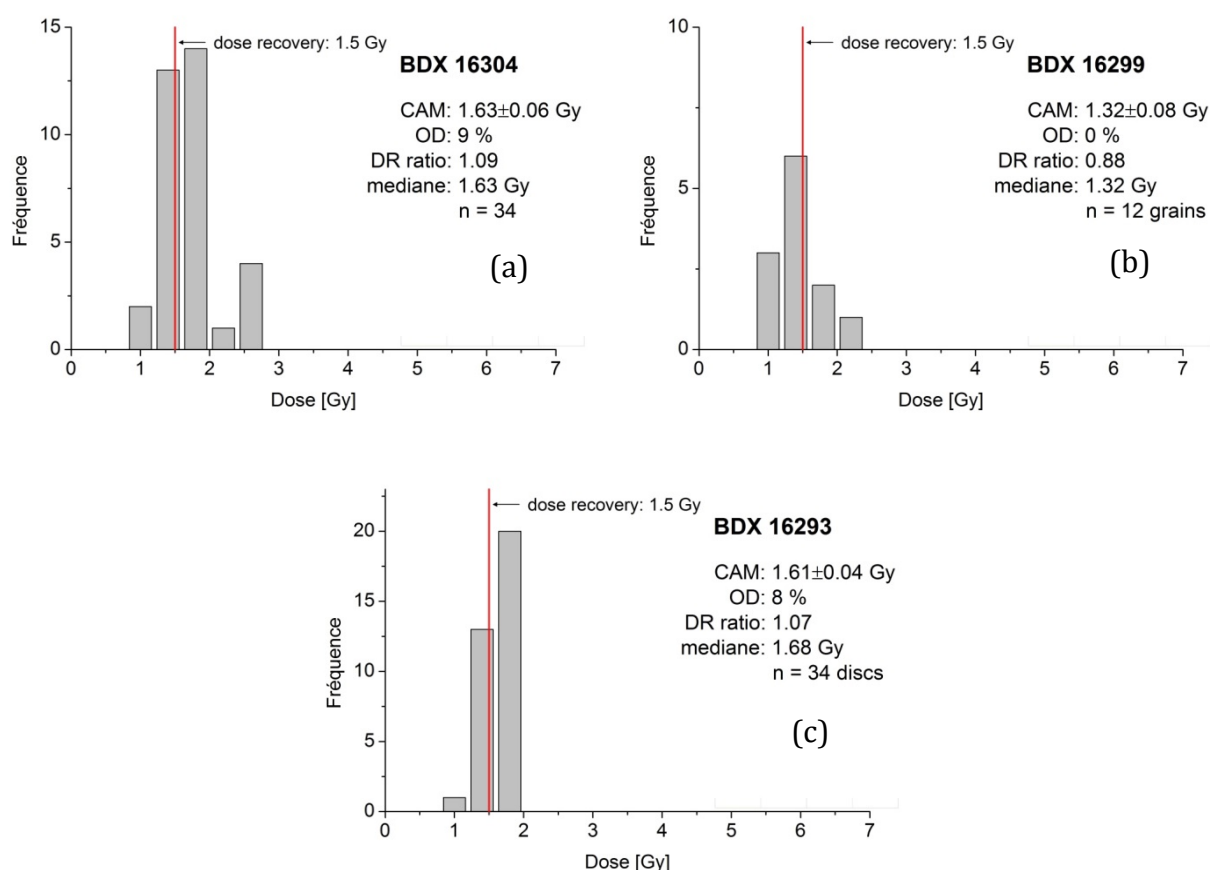 15
10
5
0
Fréquence
0 1 2 3 4 5 6 7
Dose [Gy]
dose recovery: 1.5 Gy
BDX 16304
CAM: 1.63±0.06 Gy
OD: 9 %
DR ratio: 1.09
mediane: 1.63 Gy
n = 34
(a)
10
5
0
Fréquence
0 1 2 3 4 5 6 7
Dose [Gy]
dose recovery: 1.5 Gy
BDX 16299
CAM: 1.32±0.08 Gy
OD: 0 %
DR ratio: 0.88
mediane: 1.32 Gy
n = 12 grains
(b)
20
15
10
5
0
Fréquence
0 1 2 3 4 5 6 7
Dose [Gy]
dose recovery: 1.5 Gy
BDX 16293
CAM: 1.61±0.04 Gy
OD: 8 %
DR ratio: 1.07
mediane: 1.68 Gy
n = 34 discs
(c)